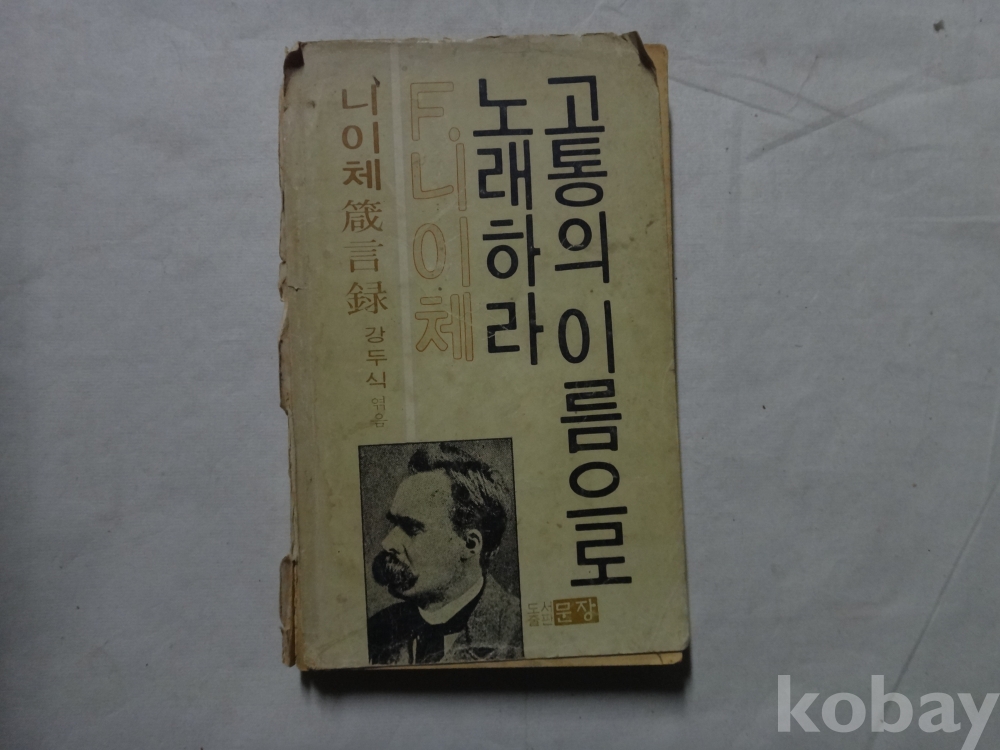 고통의 이름으로
노래하라
F. 니이체
니이체 箴言録
강두식 엮음
도서출판 문장
kobay